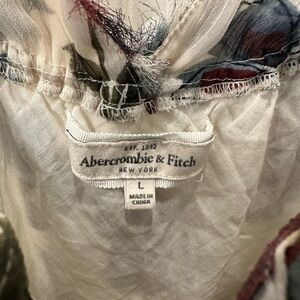 EST. 1892
Abercrombie & Fitch
NEW YORK
L
MADE IN
CHINA